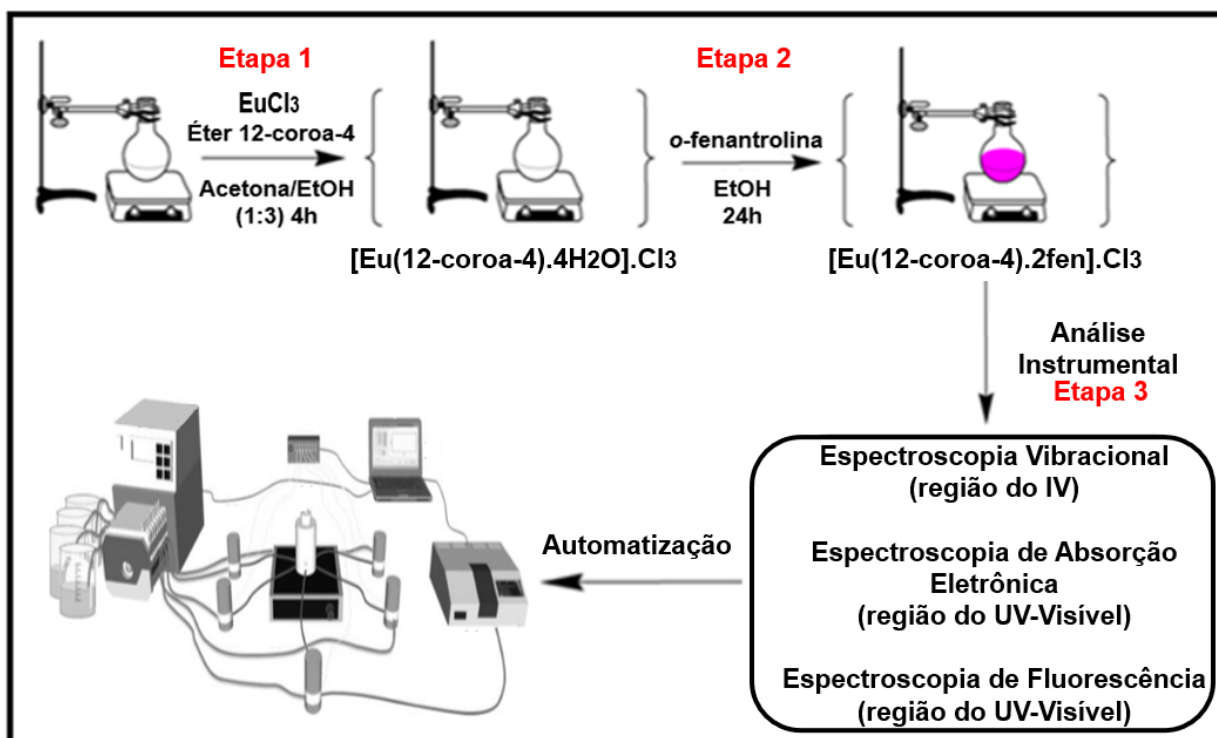 Etapa 1
EuCl3
Éter 12-coroa-4
Acetona/EtOH
(1:3) 4h
[Eu(12-coroa-4).4H2O].Cl3
Etapa 2
o-fenantrolina
EtOH
24h
[Eu(12-coroa-4).2fen].Cl3
Análise
Instrumental
Etapa 3
Espectroscopia Vibracional
(região do IV)
Espectroscopia de Absorção
Eletrônica
(região do UV-Visível)
Espectroscopia de Fluorescência
(região do UV-Visível)
Automatização